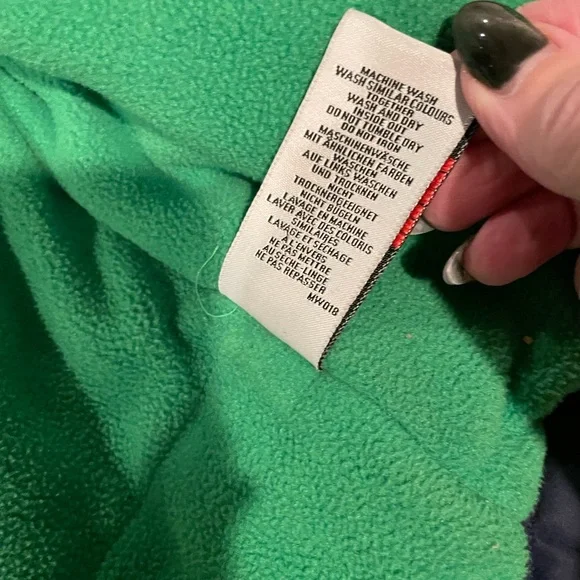 MACHINE WASH
WASH SIMILAR COLOURS
TOGETHER
WASH AND DRY
INSIDE OUT
DO NOT TUMBLE DRY
DO NOT IRON
MASCHINENWÄSCHE
MIT ÄHNLICHEN FARBEN
WASCHEN
AUF LINKS WASCHEN
UND TROCKNEN
TROCKNERGEEIGNET
NICHT BÜGELN
LAVAGE EN MACHINE
LAVER AVEC DES COLORIS
SIMILAIRES
LAVAGE ET SÉCHAGE
A L'ENVERS
NE PAS METTRE
AU SÈCHE-LINGE
NE PAS REPASSER
MW018